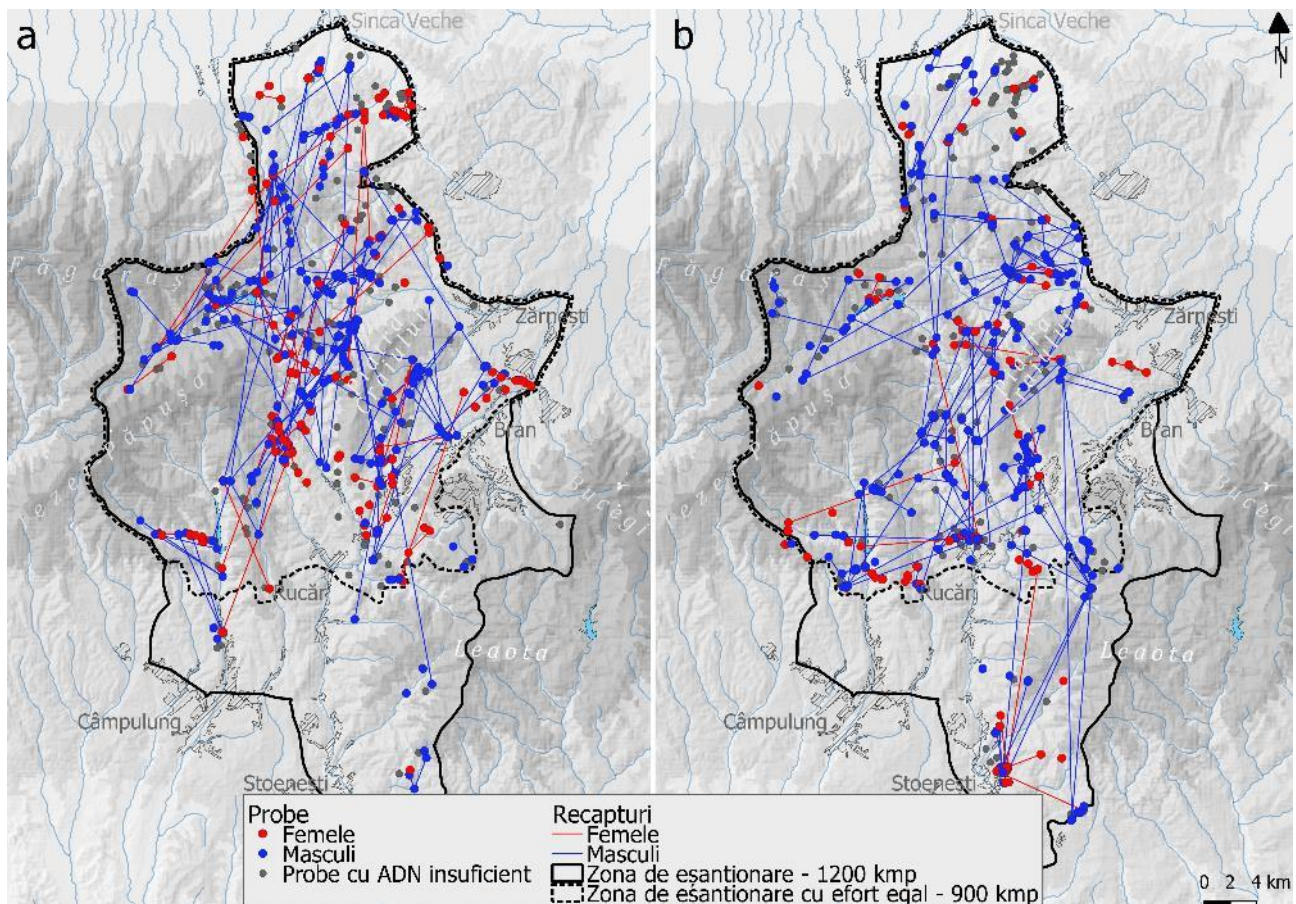 a
Sinca Veche
Făgăraș
Zărnești
Bran
Bucegi
Rucăr
Leaota
Câmpulung
Stoenești
b
N
Sinca Veche
Zărnești
Bran
Bucegi
Rucăr
Leaota
Câmpulung
Stoenești
Probe
Femele
Masculi
Probe cu ADN insuficient
Recapturi
Femele
Masculi
Zona de eșantionare - 1200 kmp
Zona de eșantionare cu efort egal - 900 kmp
0 2 4 km